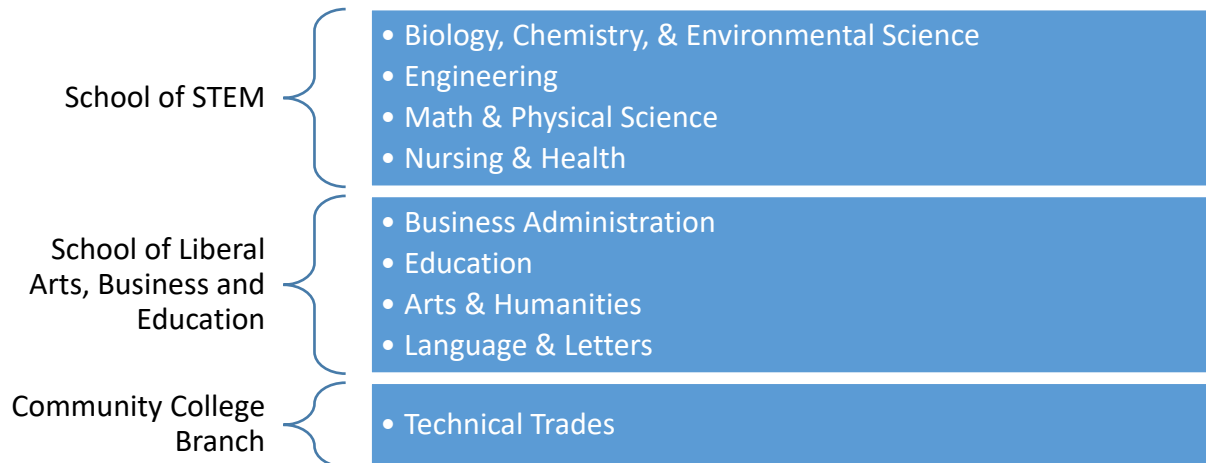 School of STEM
• Biology, Chemistry, & Environmental Science
• Engineering
• Math & Physical Science
• Nursing & Health
School of Liberal
Arts, Business and
Education
• Business Administration
• Education
• Arts & Humanities
• Language & Letters
Community College
Branch
• Technical Trades